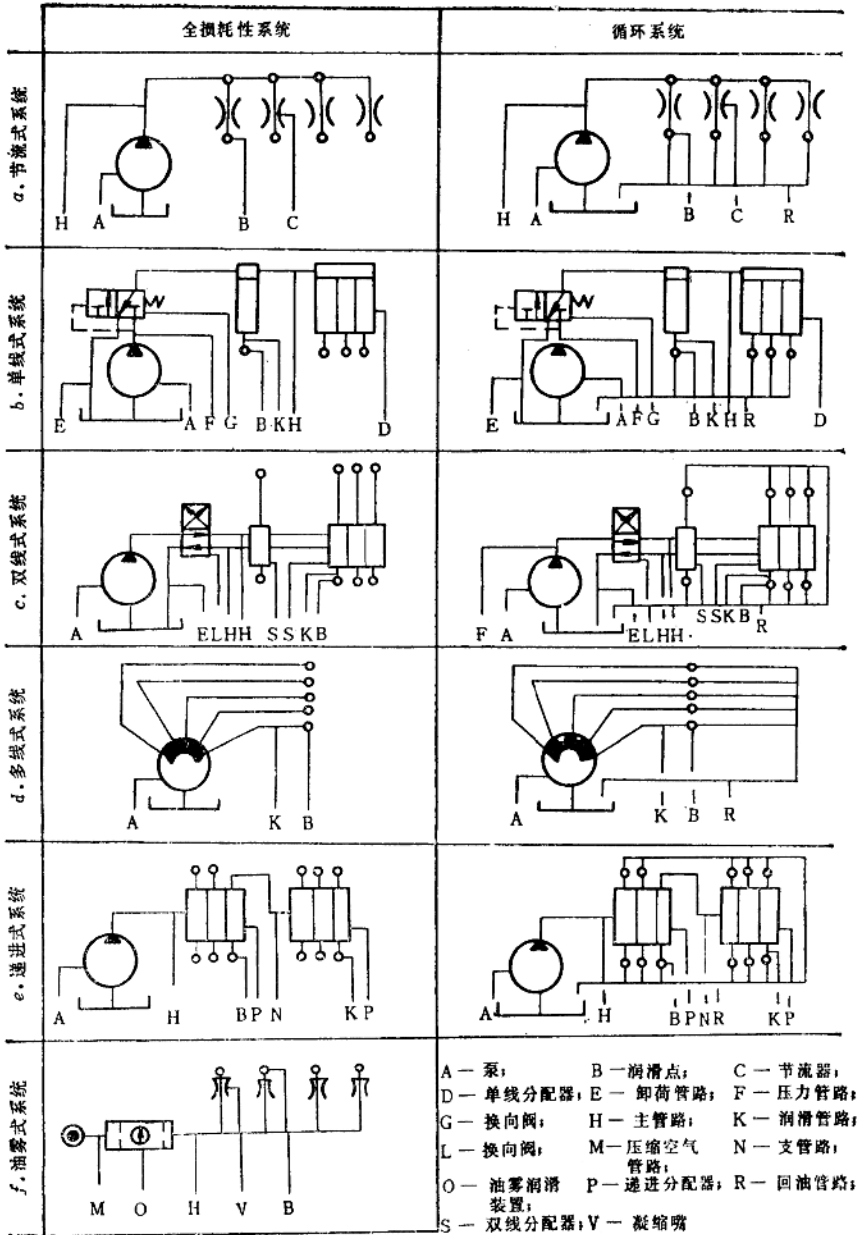 全损耗性系统 循环系统
a.节流式系统
H A B C
H A B C R
b.单线式系统
E A F G B K H D
E A F G B K H R D
c.双线式系统
A E L H H S S K B
F A E L H H S S K B R
d.多线式系统
A K B
A K B R
e.递进式系统
A H B P N K P
A H B P N R K P
f.油雾式系统
M O H V B
A — 泵; B — 润滑点; C — 节流器;
D — 单线分配器; E — 卸荷管路; F — 压力管路;
G — 换向阀; H — 主管路; K — 润滑管路;
L — 换向阀; M — 压缩空气 N — 支管路;
管路;
O — 油雾润滑 P — 递进分配器; R — 回油管路;
装置;
S — 双线分配器; V — 凝缩嘴